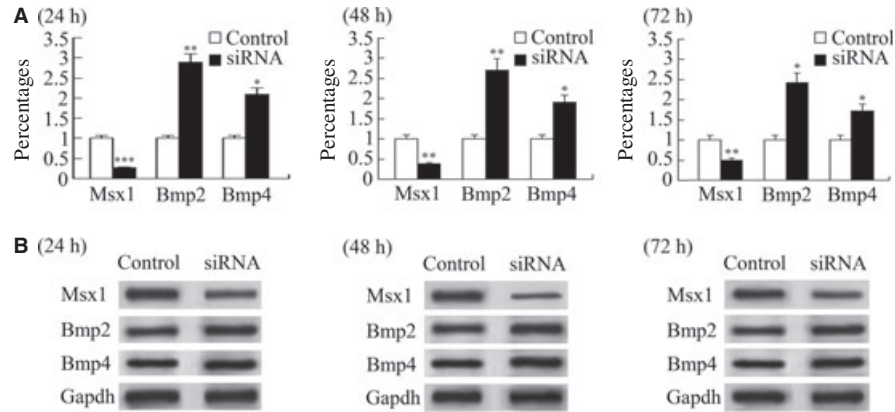 A (24 h) (48 h) (72 h)
Control Control Control
siRNA siRNA siRNA
Percentages
3.5
3
2.5
2
1.5
1
0.5
0
** * ***
Msx1 Bmp2 Bmp4
Percentages
3.5
3
2.5
2
1.5
1
0.5
0
** * **
Msx1 Bmp2 Bmp4
Percentages
3.5
3
2.5
2
1.5
1
0.5
0
* * **
Msx1 Bmp2 Bmp4
B (24 h) (48 h) (72 h)
Control siRNA Control siRNA Control siRNA
Msx1 Msx1 Msx1
Bmp2 Bmp2 Bmp2
Bmp4 Bmp4 Bmp4
Gapdh Gapdh Gapdh